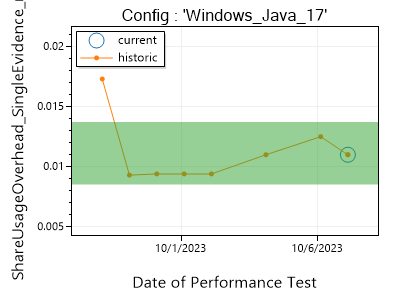 Config : 'Windows_Java_17'
current
historic
0.02
0.015
0.01
0.005
10/1/2023
10/6/2023
ShareUsageOverhead_SingleEvidence_
Date of Performance Test